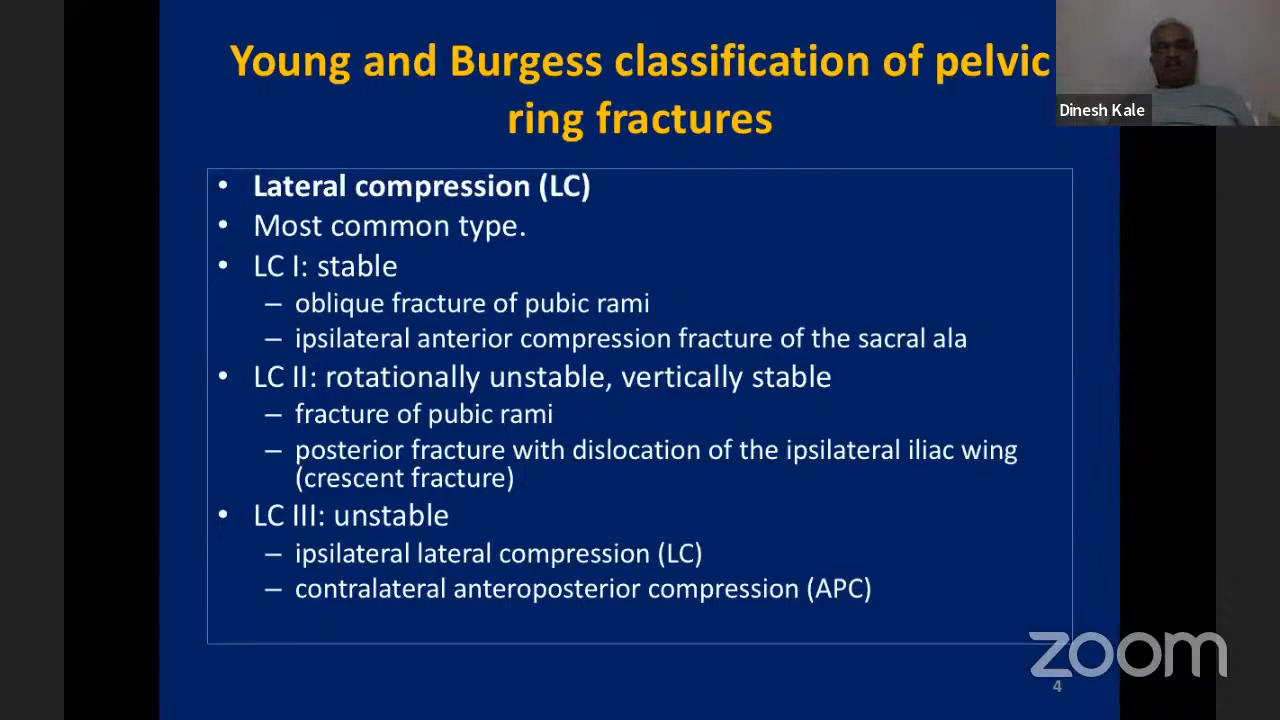 Young and Burgess classification of pelvic
ring fractures
Dinesh Kale
• Lateral compression (LC)
• Most common type.
• LC I: stable
– oblique fracture of pubic rami
– ipsilateral anterior compression fracture of the sacral ala
• LC II: rotationally unstable, vertically stable
– fracture of pubic rami
– posterior fracture with dislocation of the ipsilateral iliac wing
(crescent fracture)
• LC III: unstable
– ipsilateral lateral compression (LC)
– contralateral anteroposterior compression (APC)
zoom
4